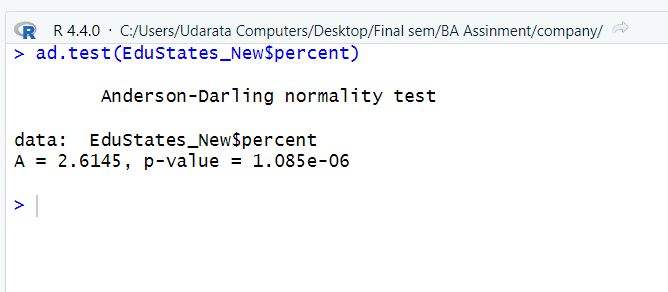 R R 4.4.0 · C:/Users/Udarata Computers/Desktop/Final sem/BA Assinment/company/
> ad.test(EduStates_New$percent)
Anderson-Darling normality test
data: EduStates_New$percent
A = 2.6145, p-value = 1.085e-06
>